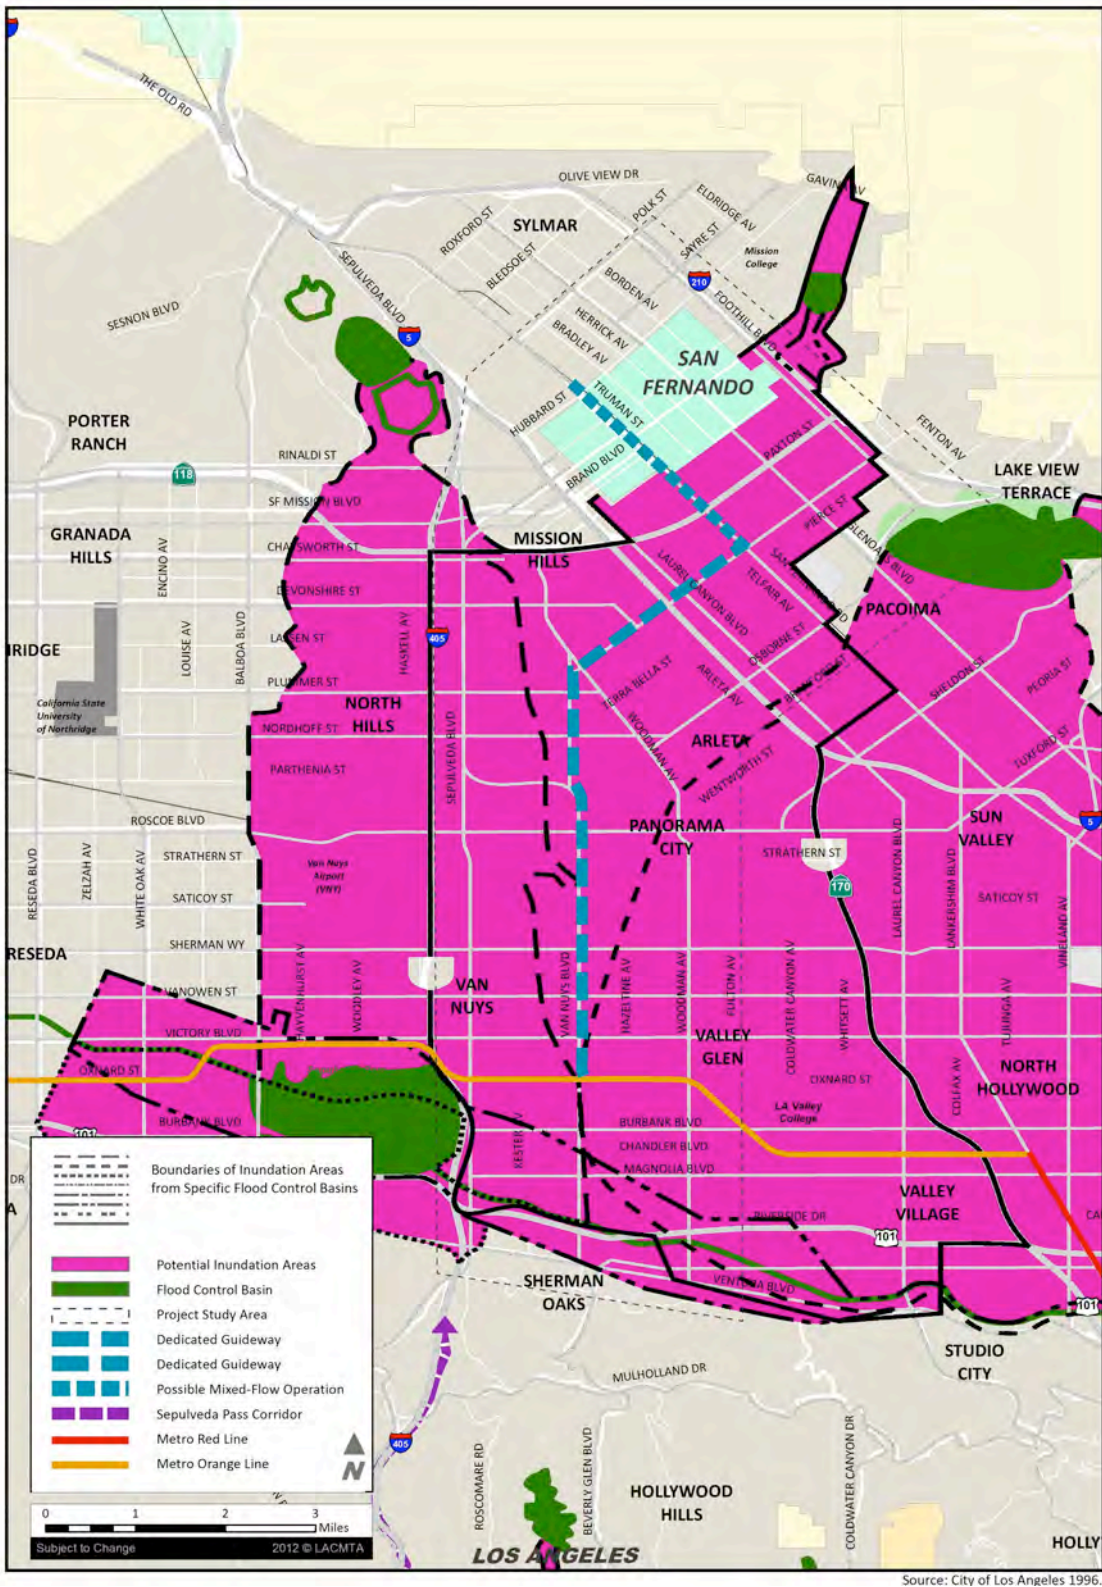 5
THE OLD RD
OLIVE VIEW DR
GAVINA AV
ROXFORD ST
SYLMAR
POLK ST
ELDRIDGE AV
SAYRE ST
Mission
College
BLEDSOE ST
SEPULVEDA BLVD
BORDEN AV
210
FOOTHILL BLVD
SESNON BLVD
5
HERRICK AV
BRADLEY AV
SAN
FERNANDO
HUBBARD ST
TRUMAN ST
PORTER
RANCH
RINALDI ST
BRAND BLVD
PAXTON ST
FENTON AV
118
LAKE VIEW
TERRACE
SF MISSION BLVD
PIERCE ST
GLENOAKS BLVD
GRANADA
HILLS
ENCINO AV
CHATSWORTH ST
MISSION
HILLS
LAUREL CANYON BLVD
TELFAIR AV
DEVONSHIRE ST
PACOIMA
LOUISE AV
BALBOA BLVD
LASSEN ST
HASKELL AV
405
OSBORNE ST
RIDGE
PLUMMER ST
TERRA BELLA ST
ARLETA AV
BRANFORD ST
SHELDON ST
PEORIA ST
California State
University
of Northridge
NORTH
HILLS
NORDHOFF ST
SEPULVEDA BLVD
WOODMAN AV
ARLETA
TUXFORD ST
PARTHENIA ST
WENTWORTH ST
ROSCOE BLVD
PANORAMA
CITY
SUN
VALLEY
5
RESEDA BLVD
ZELZAH AV
WHITE OAK AV
STRATHERN ST
Van Nuys
Airport
(VNY)
STRATHERN ST
170
LAUREL CANYON BLVD
LANKERSHIM BLVD
SATICOY ST
SATICOY ST
VINELAND AV
RESEDA
SHERMAN WY
HAYVENHURST AV
WOODLEY AV
VAN
NUYS
VAN NUYS BLVD
HAZELTINE AV
WOODMAN AV
FULTON AV
COLDWATER CANYON AV
WHITSETT AV
TUJUNGA AV
VANOWEN ST
VICTORY BLVD
VALLEY
GLEN
OXNARD ST
OXNARD ST
COLFAX AV
NORTH
HOLLYWOOD
BURBANK BLVD
101
KESTER AV
BURBANK BLVD
LA Valley
College
CHANDLER BLVD
MAGNOLIA BLVD
DR
A
VALLEY
VILLAGE
RIVERSIDE DR
101
CA
SHERMAN
OAKS
VENTURA BLVD
101
STUDIO
CITY
MULHOLLAND DR
405
ROSCOMARE RD
BEVERLY GLEN BLVD
COLDWATER CANYON DR
HOLLYWOOD
HILLS
HOLLY
LOS ANGELES
Boundaries of Inundation Areas
from Specific Flood Control Basins
Potential Inundation Areas
Flood Control Basin
Project Study Area
Dedicated Guideway
Dedicated Guideway
Possible Mixed-Flow Operation
Sepulveda Pass Corridor
Metro Red Line
Metro Orange Line
N
0 1 2 3
Miles
Subject to Change 2012 © LACMTA
Source: City of Los Angeles 1996.